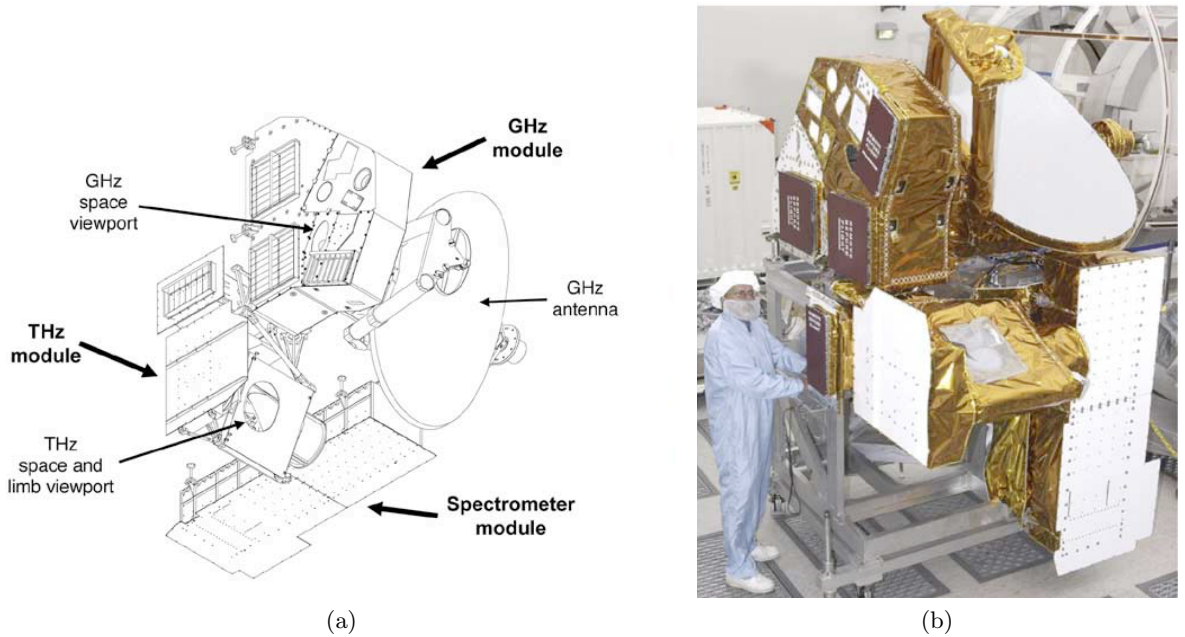 GHz
module
GHz
space
viewport
GHz
antenna
THz
module
THz
space and
limb viewport
Spectrometer
module
(a)
(b)